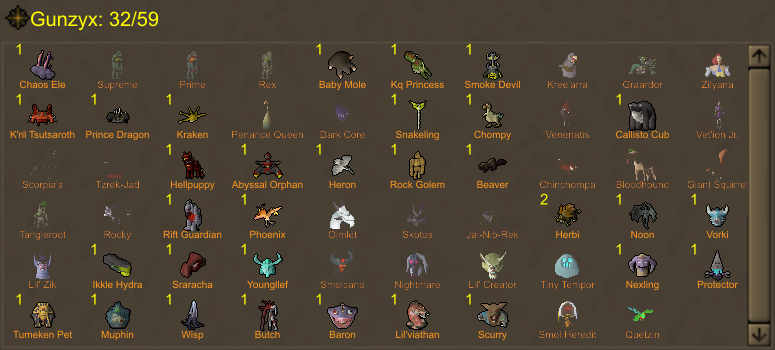 Gunzyx: 32/59
1 1 1 1
Chaos Ele Supreme Prime Rex Baby Mole Kq Princess Smoke Devil Kree'arra Graardor Zilyana
1 1 1 1 1 1
K'ril Tsutsaroth Prince Dragon Kraken Penance Queen Dark Core Snakeling Chompy Venenatis Callisto Cub Vet'ion Jr.
1 1 1 1 1
Scorpia's Tzrek-Jad Hellpuppy Abyssal Orphan Heron Rock Golem Beaver Chinchompa Bloodhound Giant Squirre
1 1 2 1 1
Tangleroot Rocky Rift Guardian Phoenix Olmlet Skotos Jal-Nib-Rek Herbi Noon Vorki
1 1 1 1 1
Lil' Zik Ikkle Hydra Sraracha Youngllef Smolcano Nightmare Lil' Creator Tiny Tempor Nexling Protector
1 1 1 1 1 1 1
Tumeken Pet Muphin Wisp Butch Baron Lil'viathan Scurry Smol Heredit Quetzin